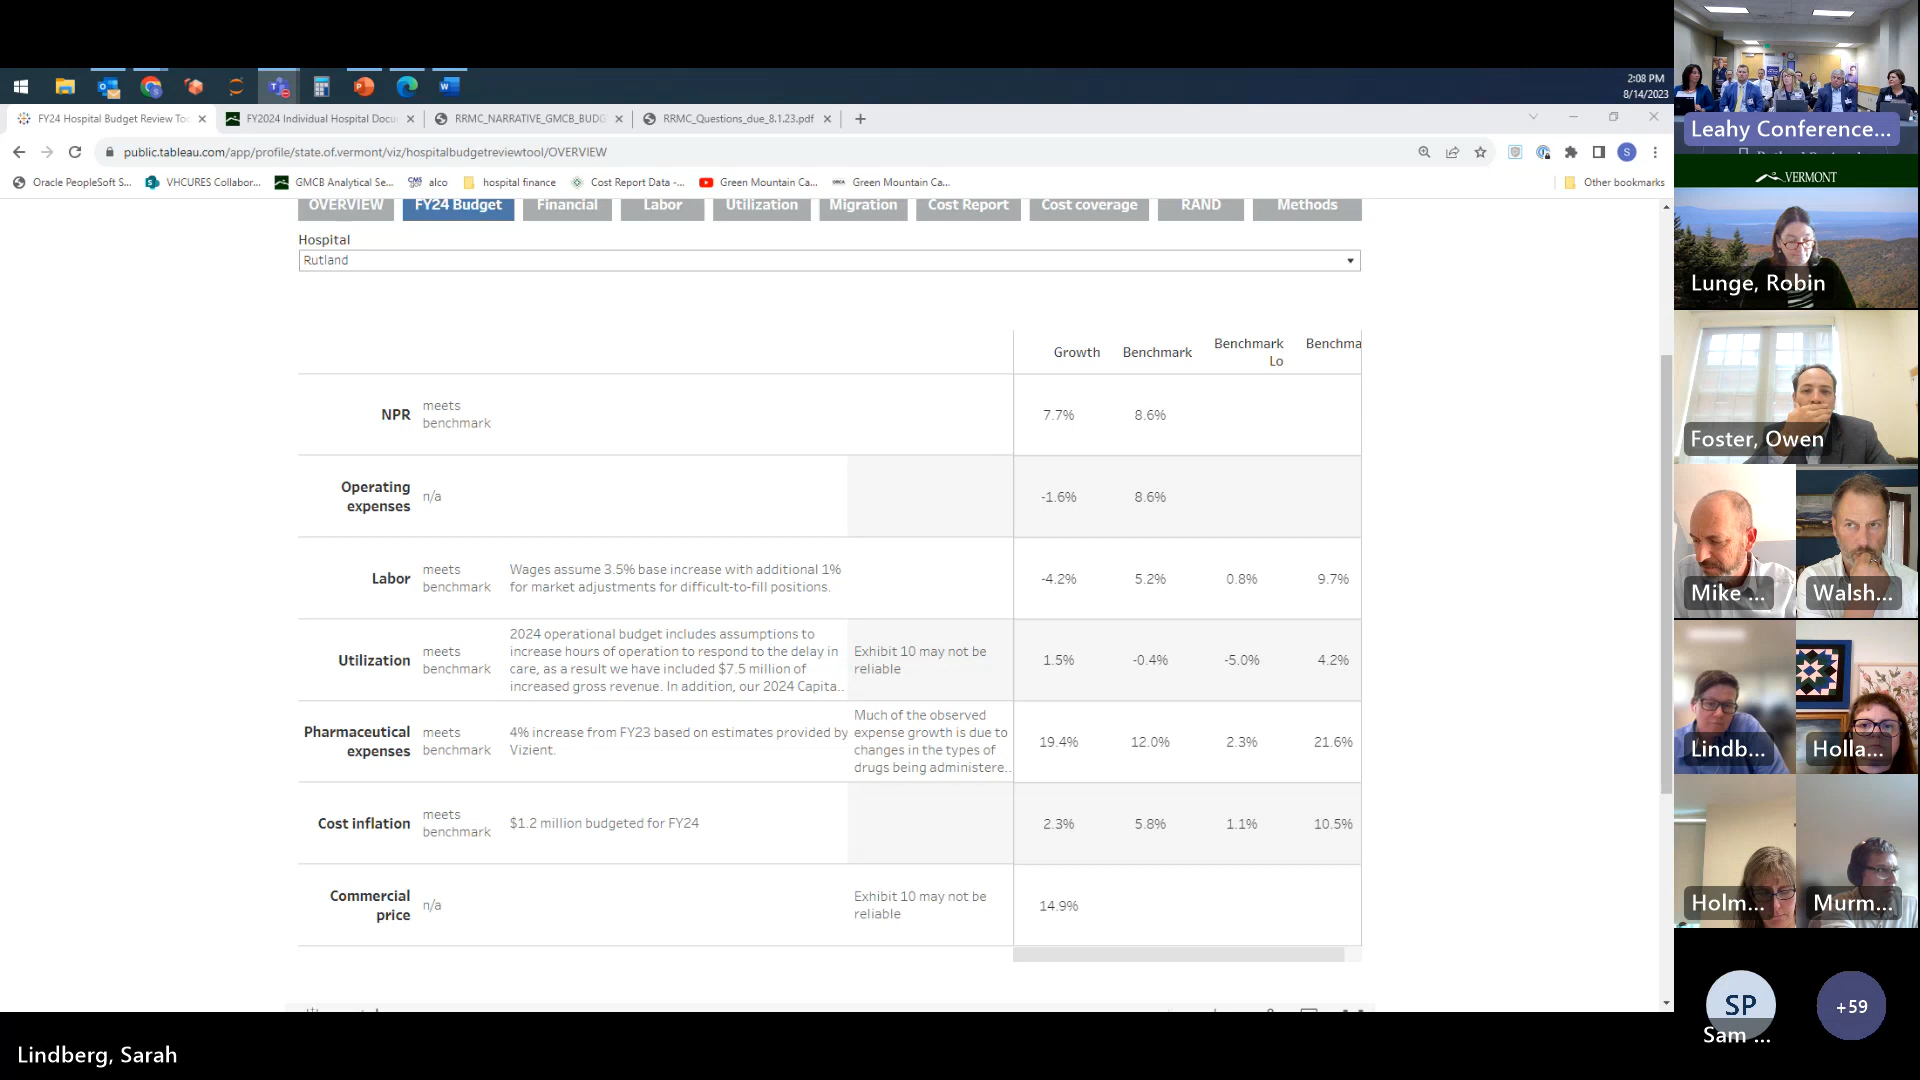 2:08 PM
8/14/2023
FY24 Hospital Budget Review Too
FY2024 Individual Hospital Docu
RRMC_NARRATIVE_GMCB_BUDG
RRMC_Questions_due_8.1.23.pdf
public.tableau.com/app/profile/state.of.vermont/viz/hospitalbudgetreviewtool/OVERVIEW
S
Oracle PeopleSoft S...
VHCURES Collabor...
GMCB Analytical Se...
alco
hospital finance
Cost Report Data -...
Green Mountain Ca...
Green Mountain Ca...
Other bookmarks
OVERVIEW
FY24 Budget
Financial
Labor
Utilization
Migration
Cost Report
Cost coverage
RAND
Methods
Hospital
Rutland
Growth
Benchmark
Benchmark
Lo
Benchma
NPR
meets
benchmark
7.7%
8.6%
Operating
expenses
n/a
-1.6%
8.6%
Labor
meets
benchmark
Wages assume 3.5% base increase with additional 1%
for market adjustments for difficult-to-fill positions.
-4.2%
5.2%
0.8%
9.7%
Utilization
meets
benchmark
2024 operational budget includes assumptions to
increase hours of operation to respond to the delay in
care, as a result we have included $7.5 million of
increased gross revenue. In addition, our 2024 Capita..
Exhibit 10 may not be
reliable
1.5%
-0.4%
-5.0%
4.2%
Pharmaceutical
expenses
meets
benchmark
4% increase from FY23 based on estimates provided by
Vizient.
Much of the observed
expense growth is due to
changes in the types of
drugs being administere..
19.4%
12.0%
2.3%
21.6%
Cost inflation
meets
benchmark
$1.2 million budgeted for FY24
2.3%
5.8%
1.1%
10.5%
Commercial
price
n/a
Exhibit 10 may not be
reliable
14.9%
Leahy Conference...
VERMONT
Lunge, Robin
Foster, Owen
Mike ...
Walsh...
Lindb...
Holla...
Holm...
Murm...
SP
Sam ...
+59
Lindberg, Sarah